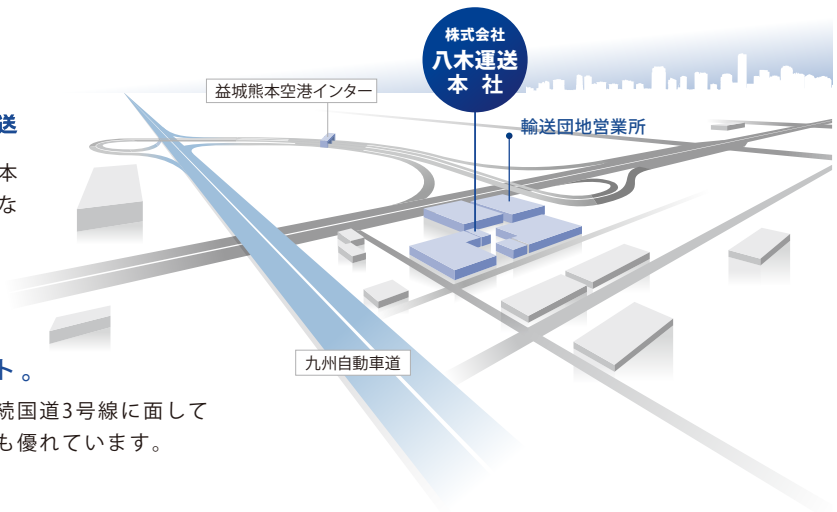 株式会社
八木運送
本社
益城熊本空港インター
輸送団地営業所
送
本
な
九州自動車道
ト。
続国道3号線に面して
も優れています。